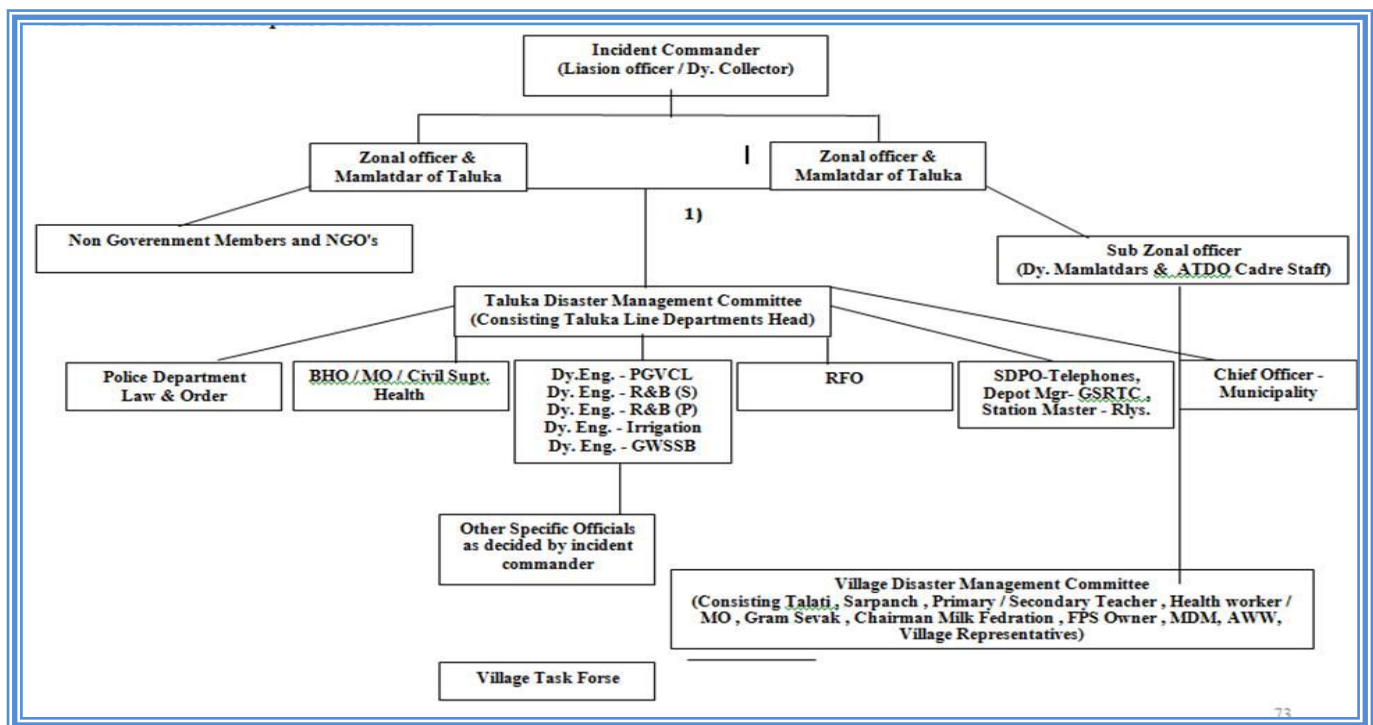 Incident Commander
(Liasion officer / Dy. Collector)
Zonal officer &
Mamlatdar of Taluka
Zonal officer &
Mamlatdar of Taluka
1)
Non Goverenment Members and NGO's
Sub Zonal officer
(Dy. Mamlatdars & ATDO Cadre Staff)
Taluka Disaster Management Committee
(Consisting Taluka Line Departments Head)
Police Department
Law & Order
BHO / MO / Civil Supt.
Health
Dy.Eng. - PGVCL
Dy. Eng. - R&B (S)
Dy. Eng. - R&B (P)
Dy. Eng. - Irrigation
Dy. Eng. - GWSSB
RFO
SDPO-Telephones,
Depot Mgr- GSRTC ,
Station Master - Rlys.
Chief Officer -
Municipality
Other Specific Officials
as decided by incident
commander
Village Disaster Management Committee
(Consisting Talati , Sarpanch , Primary / Secondary Teacher , Health worker /
MO , Gram Sevak , Chairman Milk Fedration , FPS Owner , MDM, AWW,
Village Representatives)
Village Task Forse
73